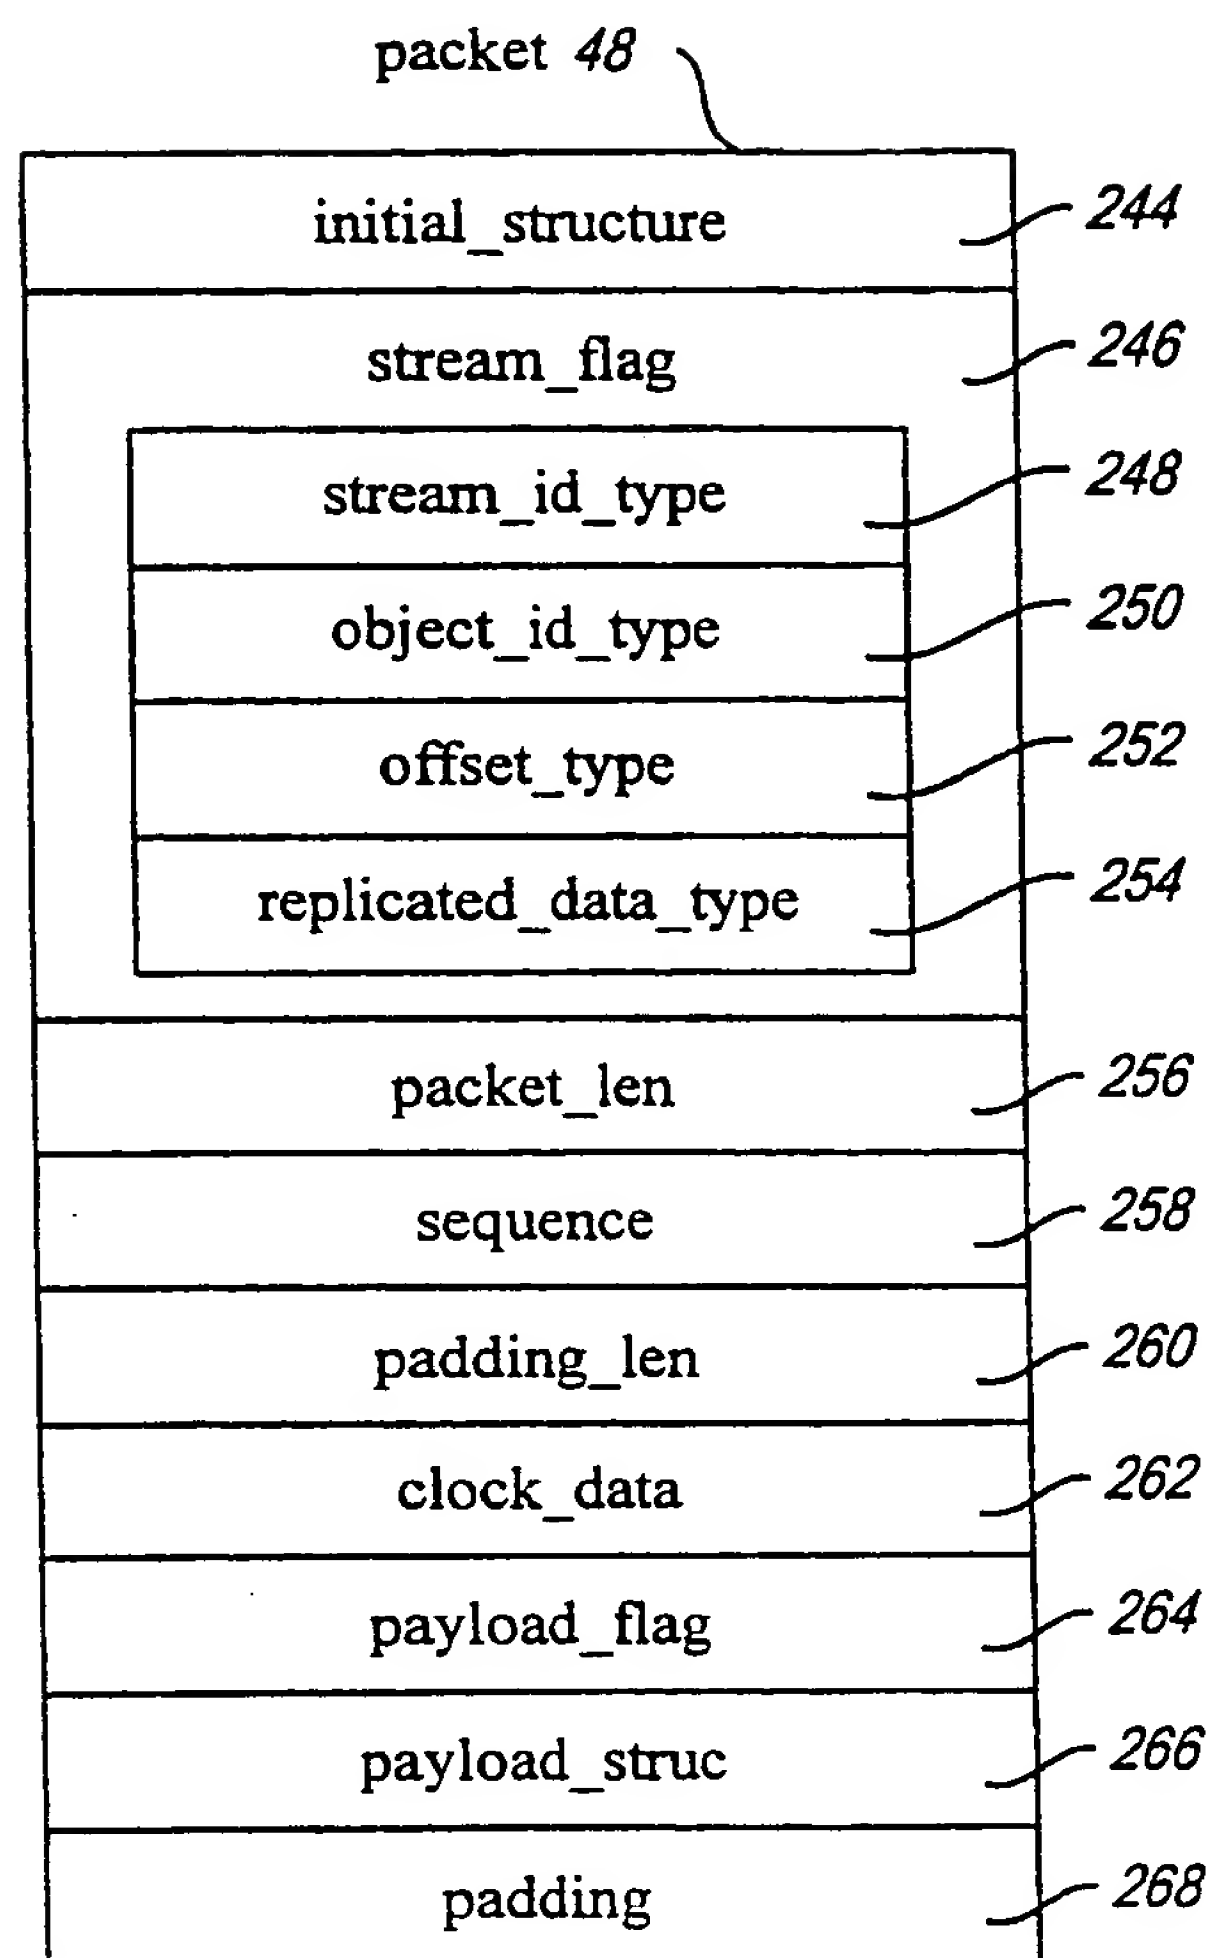 packet 48
initial_structure 244
stream_flag 246
stream_id_type 248
object_id_type 250
offset_type 252
replicated_data_type 254
packet_len 256
sequence 258
padding_len 260
clock_data 262
payload_flag 264
payload_struc 266
padding 268